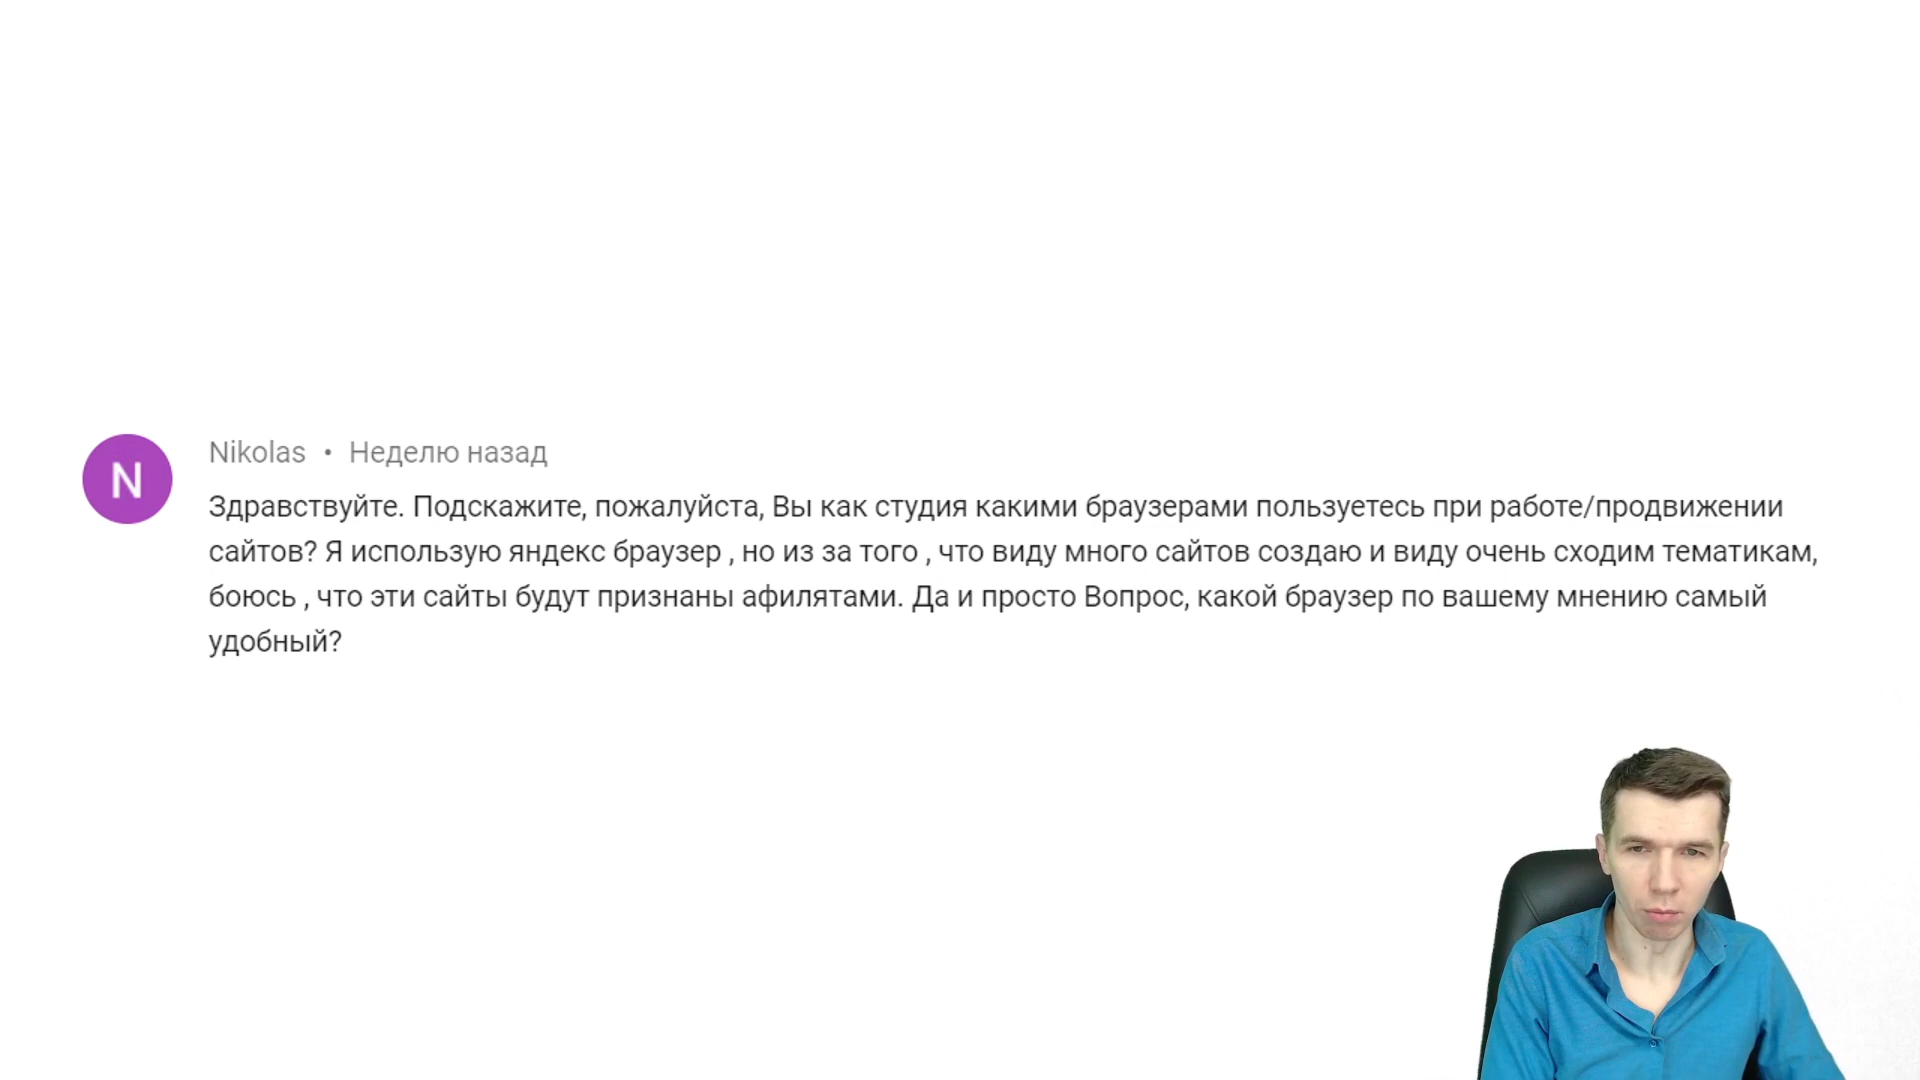 N
Nikolas • Неделю назад
Здравствуйте. Подскажите, пожалуйста, Вы как студия какими браузерами пользуетесь при работе/продвижении
сайтов? Я использую яндекс браузер , но из за того , что виду много сайтов создаю и виду очень сходим тематикам,
боюсь , что эти сайты будут признаны афилятами. Да и просто Вопрос, какой браузер по вашему мнению самый
удобный?